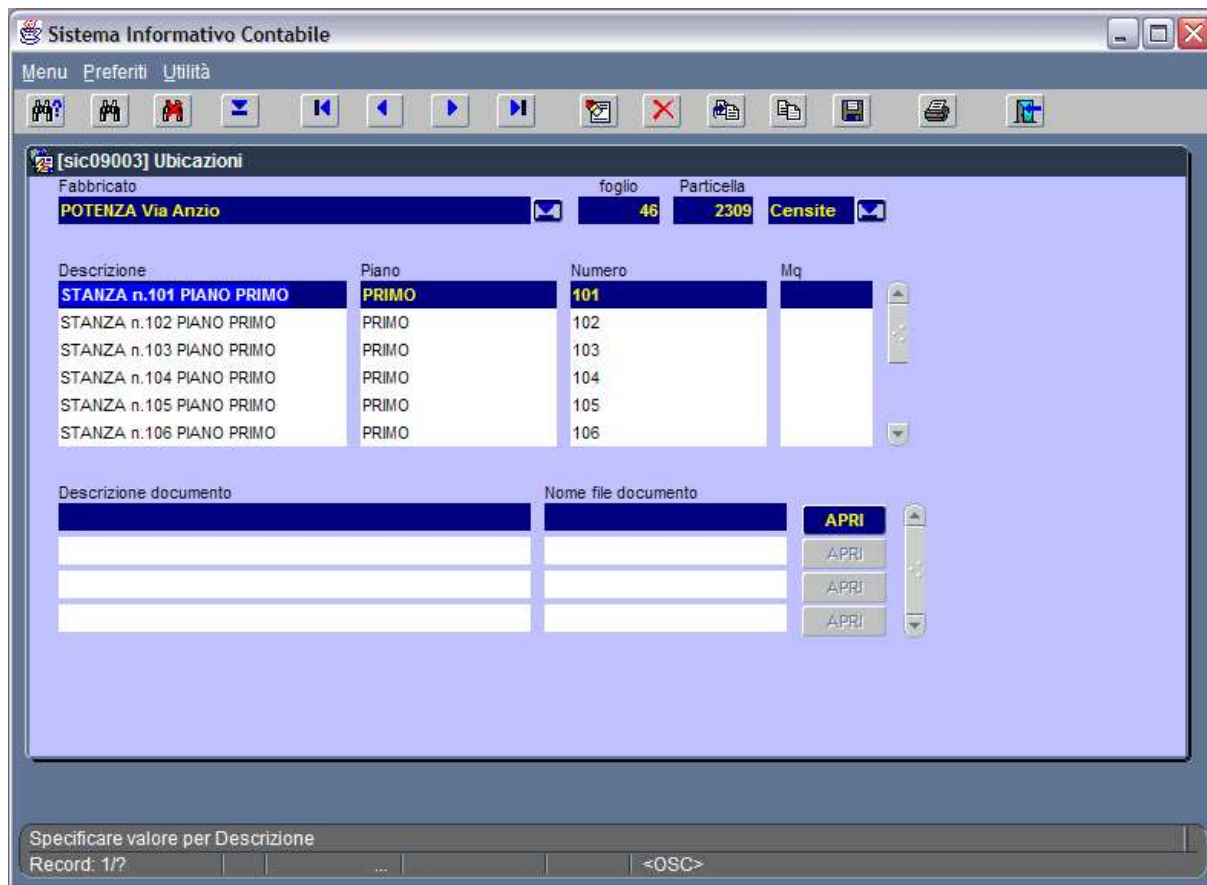 Sistema Informativo Contabile
Menu Preferiti Utilità
[sic09003] Ubicazioni
Fabbricato foglio Particella
POTENZA Via Anzio 46 2309 Censite
Descrizione Piano Numero Mq
STANZA n.101 PIANO PRIMO PRIMO 101
STANZA n.102 PIANO PRIMO PRIMO 102
STANZA n.103 PIANO PRIMO PRIMO 103
STANZA n.104 PIANO PRIMO PRIMO 104
STANZA n.105 PIANO PRIMO PRIMO 105
STANZA n.106 PIANO PRIMO PRIMO 106
Descrizione documento Nome file documento
APRI
APRI
APRI
APRI
Specificare valore per Descrizione
Record: 1/? ... <OSC>